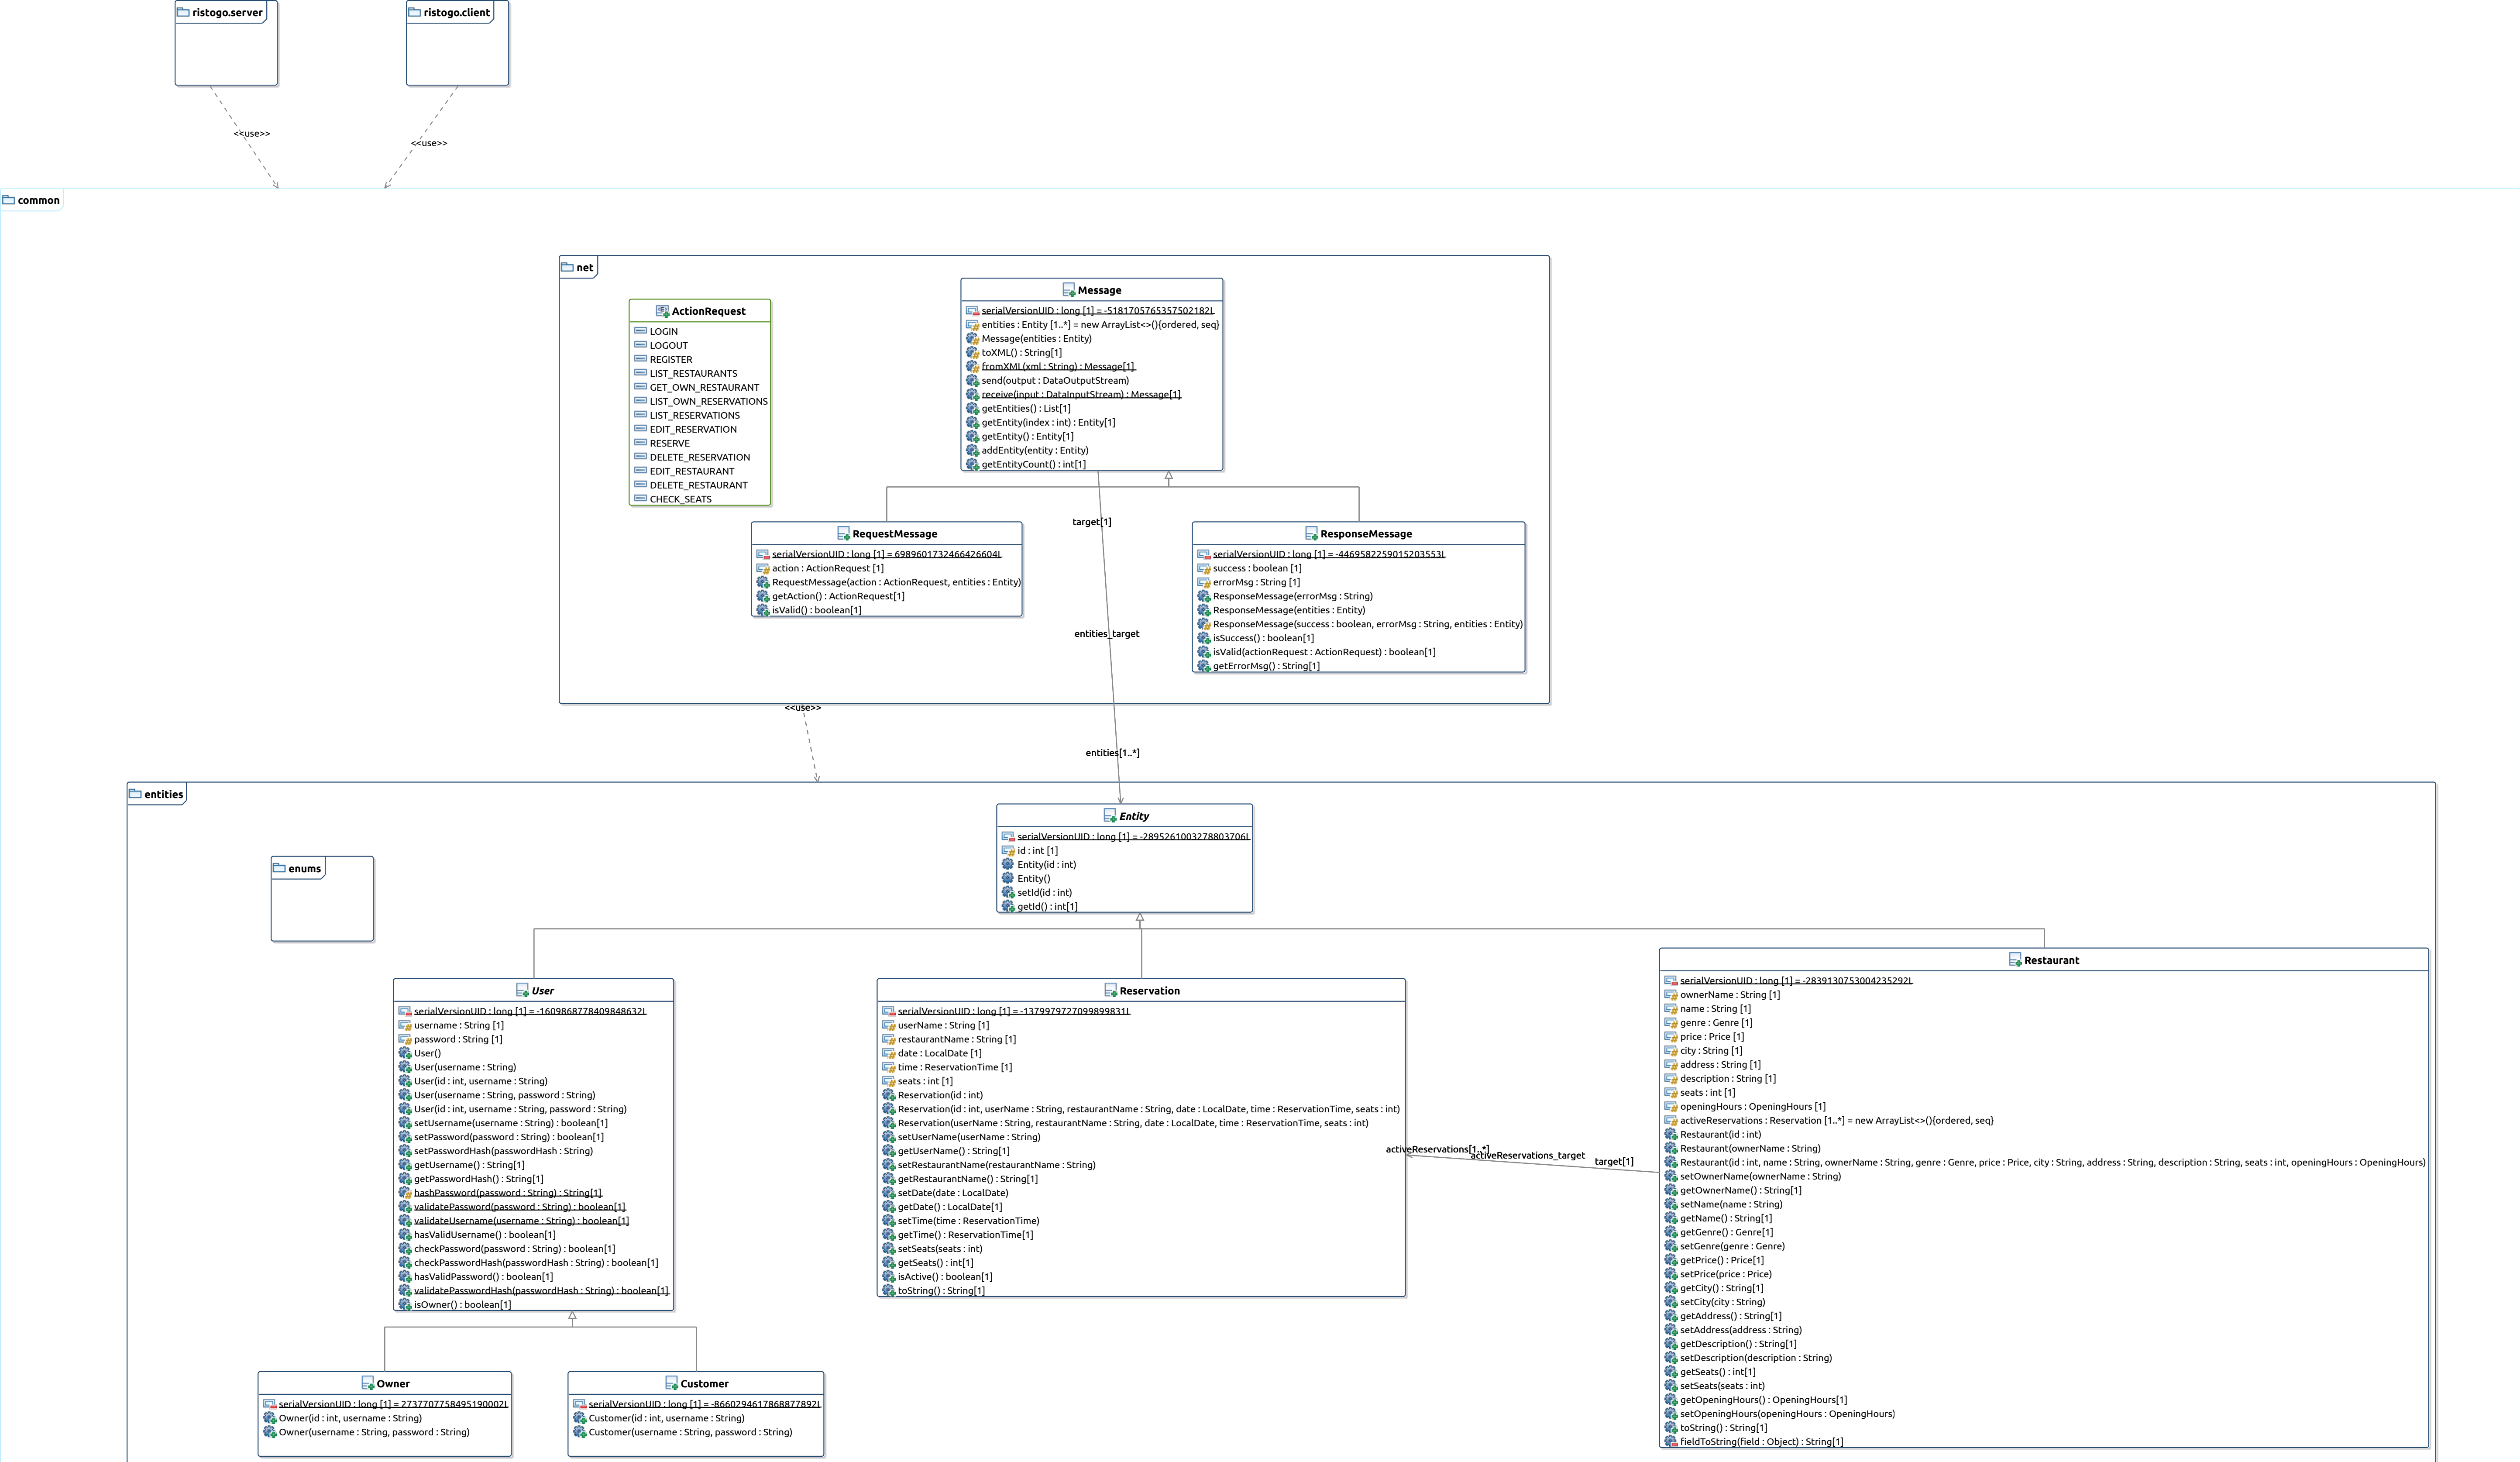 ristogo.server
ristogo.client
<<use>>
<<use>>
common
net
ActionRequest
LOGIN
LOGOUT
REGISTER
LIST_RESTAURANTS
GET_OWN_RESTAURANT
LIST_OWN_RESERVATIONS
LIST_RESERVATIONS
EDIT_RESERVATION
RESERVE
DELETE_RESERVATION
EDIT_RESTAURANT
DELETE_RESTAURANT
CHECK_SEATS
Message
serialVersionUID : long [1] = -5181705765357502182L
entities : Entity [1..*] = new ArrayList<>(){ordered, seq}
Message(entities : Entity)
toXML() : String[1]
fromXML(xml : String) : Message[1]
send(output : DataOutputStream)
receive(input : DataInputStream) : Message[1]
getEntities() : List[1]
getEntity(index : int) : Entity[1]
getEntity() : Entity[1]
addEntity(entity : Entity)
getEntityCount() : int[1]
RequestMessage
serialVersionUID : long [1] = 6989601732466426604L
action : ActionRequest [1]
RequestMessage(action : ActionRequest, entities : Entity)
getAction() : ActionRequest[1]
isValid() : boolean[1]
target[1]
entities_target
entities[1..*]
ResponseMessage
serialVersionUID : long [1] = -4469582259015203553L
success : boolean [1]
errorMsg : String [1]
ResponseMessage(errorMsg : String)
ResponseMessage(entities : Entity)
ResponseMessage(success : boolean, errorMsg : String, entities : Entity)
isSuccess() : boolean[1]
isValid(actionRequest : ActionRequest) : boolean[1]
getErrorMsg() : String[1]
<<use>>
entities
enums
Entity
serialVersionUID : long [1] = -2895261003278803706L
id : int [1]
Entity(id : int)
Entity()
setId(id : int)
getId() : int[1]
User
serialVersionUID : long [1] = -1609868778409848632L
username : String [1]
password : String [1]
User()
User(username : String)
User(id : int, username : String)
User(username : String, password : String)
User(id : int, username : String, password : String)
setUsername(username : String) : boolean[1]
setPassword(password : String) : boolean[1]
setPasswordHash(passwordHash : String)
getUsername() : String[1]
getPasswordHash() : String[1]
hashPassword(password : String) : String[1]
validatePassword(password : String) : boolean[1]
validateUsername(username : String) : boolean[1]
hasValidUsername() : boolean[1]
checkPassword(password : String) : boolean[1]
checkPasswordHash(passwordHash : String) : boolean[1]
hasValidPassword() : boolean[1]
validatePasswordHash(passwordHash : String) : boolean[1]
isOwner() : boolean[1]
Reservation
serialVersionUID : long [1] = -1379979727099899831L
userName : String [1]
restaurantName : String [1]
date : LocalDate [1]
time : ReservationTime [1]
seats : int [1]
Reservation(id : int)
Reservation(id : int, userName : String, restaurantName : String, date : LocalDate, time : ReservationTime, seats : int)
Reservation(userName : String, restaurantName : String, date : LocalDate, time : ReservationTime, seats : int)
setUserName(userName : String)
getUserName() : String[1]
setRestaurantName(restaurantName : String)
getRestaurantName() : String[1]
setDate(date : LocalDate)
getDate() : LocalDate[1]
setTime(time : ReservationTime)
getTime() : ReservationTime[1]
setSeats(seats : int)
getSeats() : int[1]
isActive() : boolean[1]
toString() : String[1]
activeReservations[1..*]
activeReservations_target
target[1]
Restaurant
serialVersionUID : long [1] = -2839130753004235292L
ownerName : String [1]
name : String [1]
genre : Genre [1]
price : Price [1]
city : String [1]
address : String [1]
description : String [1]
seats : int [1]
openingHours : OpeningHours [1]
activeReservations : Reservation [1..*] = new ArrayList<>(){ordered, seq}
Restaurant(id : int)
Restaurant(ownerName : String)
Restaurant(id : int, name : String, ownerName : String, genre : Genre, price : Price, city : String, address : String, description : String, seats : int, openingHours : OpeningHours)
setOwnerName(ownerName : String)
getOwnerName() : String[1]
setName(name : String)
getName() : String[1]
getGenre() : Genre[1]
setGenre(genre : Genre)
getPrice() : Price[1]
setPrice(price : Price)
getCity() : String[1]
setCity(city : String)
getAddress() : String[1]
setAddress(address : String)
getDescription() : String[1]
setDescription(description : String)
getSeats() : int[1]
setSeats(seats : int)
getOpeningHours() : OpeningHours[1]
setOpeningHours(openingHours : OpeningHours)
toString() : String[1]
fieldToString(field : Object) : String[1]
Owner
serialVersionUID : long [1] = 2737707758495190002L
Owner(id : int, username : String)
Owner(username : String, password : String)
Customer
serialVersionUID : long [1] = -8660294617868877892L
Customer(id : int, username : String)
Customer(username : String, password : String)